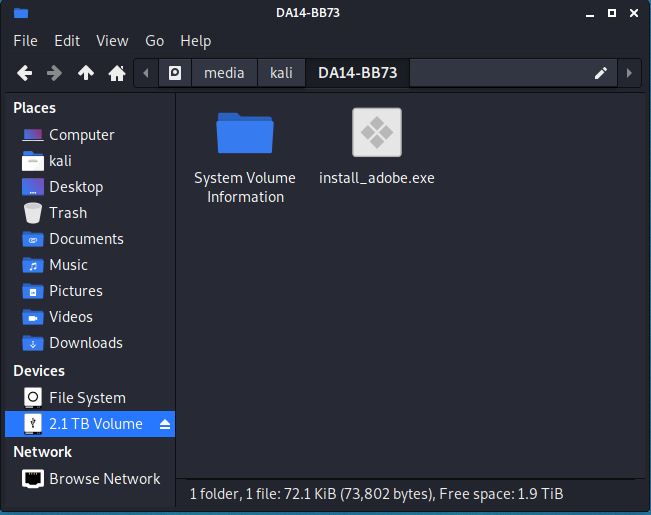 DA14-BB73
File Edit View Go Help
media kali DA14-BB73
Places
Computer
kali
Desktop
Trash
Documents
Music
Pictures
Videos
Downloads
Devices
File System
2.1 TB Volume
Network
Browse Network
System Volume
Information
install_adobe.exe
1 folder, 1 file: 72.1 KiB (73,802 bytes), Free space: 1.9 TiB